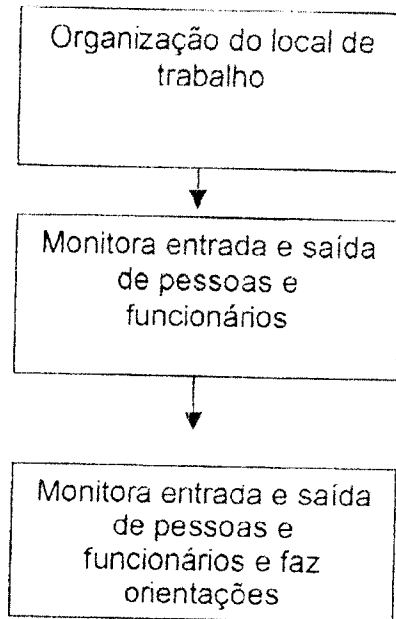 Organização do local de
trabalho
Monitora entrada e saída
de pessoas e
funcionários
Monitora entrada e saída
de pessoas e
funcionários e faz
orientações